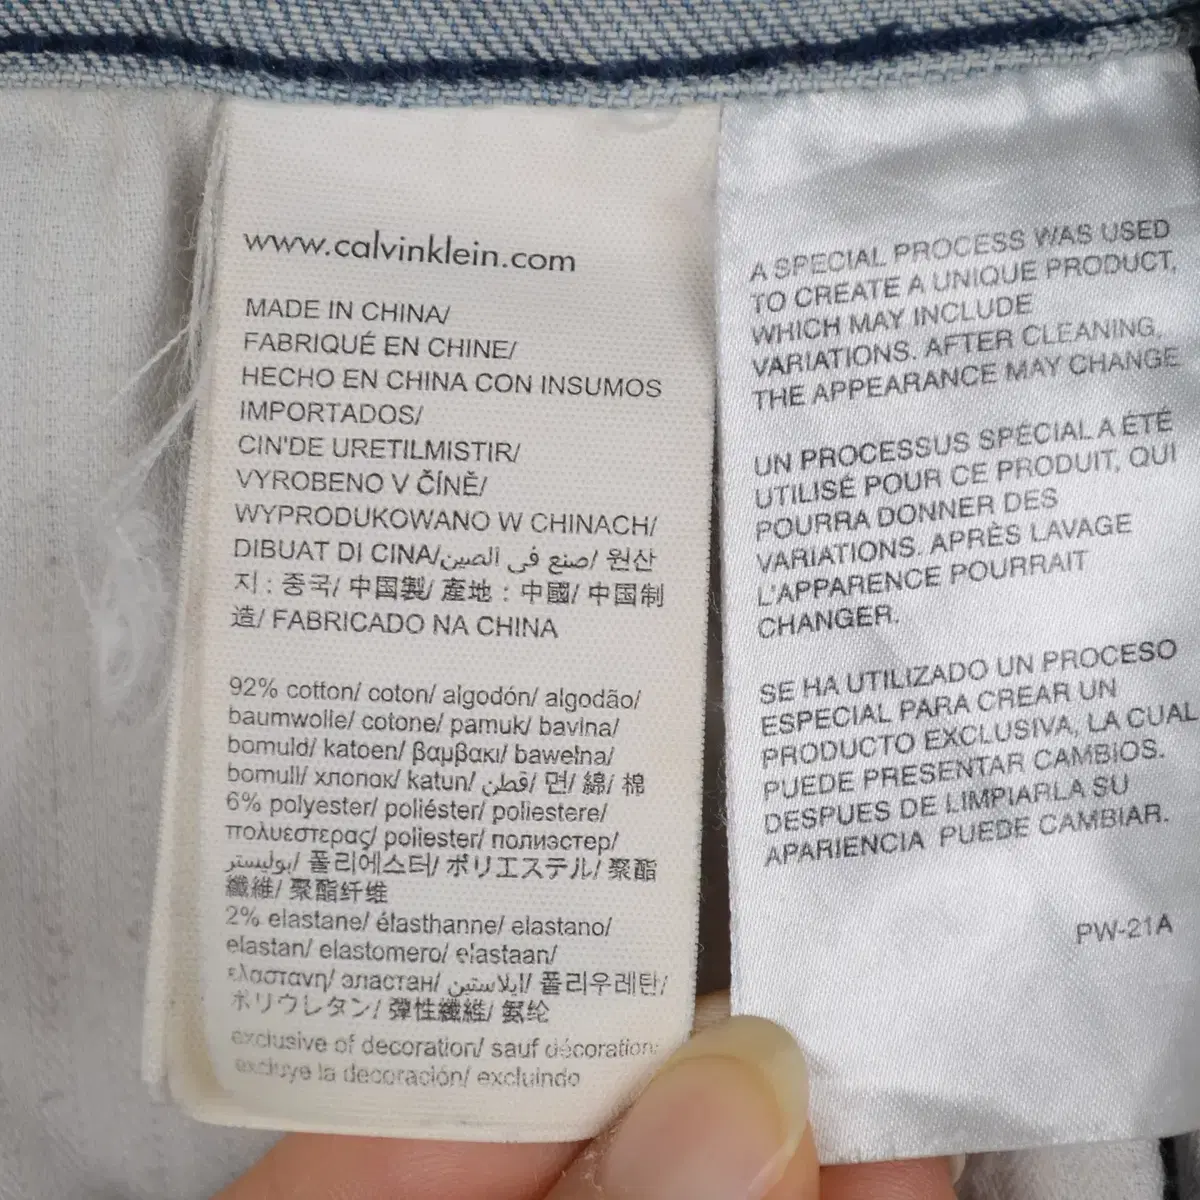 www.calvinklein.com
MADE IN CHINA/
FABRIQUÉ EN CHINE/
HECHO EN CHINA CON INSUMOS
IMPORTADOS/
CIN'DE URETILMISTIR/
VYROBENO V ČÍNĚ/
WYPRODUKOWANO W CHINACH/
DIBUAT DI CINA/صنع في الصين/ 원산
지 : 중국/ 中国製/ 産地 : 中國/ 中国制
造/ FABRICADO NA CHINA
92% cotton/ coton/ algodón/ algodão/
baumwolle/ cotone/ pamuk/ bavlna/
bomuld/ katoen/ βαμβακι/ bawełna/
bomull/ хлопок/ katun/ قطن/ 면/ 綿/ 棉
6% polyester/ poliéster/ poliestere/
πολυεστερας/ poliester/ полиэстер/
بوليستر/ 폴리에스터/ ポリエステル/ 聚酯
纖維/ 聚酯纤维
2% elastane/ élasthanne/ elastano/
elastan/ elastomero/ elastaan/
ελαστανη/ эластан/ إيلاستين/ 폴리우레탄/
ポリウレタン/ 彈性纖維/ 氨纶
exclusive of decoration/ sauf décoration/
excluye la decoración/ excluindo
A SPECIAL PROCESS WAS USED
TO CREATE A UNIQUE PRODUCT,
WHICH MAY INCLUDE
VARIATIONS. AFTER CLEANING,
THE APPEARANCE MAY CHANGE
UN PROCESSUS SPÉCIAL A ÉTÉ
UTILISÉ POUR CE PRODUIT, QUI
POURRA DONNER DES
VARIATIONS. APRÈS LAVAGE
L'APPARENCE POURRAIT
CHANGER.
SE HA UTILIZADO UN PROCESO
ESPECIAL PARA CREAR UN
PRODUCTO EXCLUSIVA, LA CUAL
PUEDE PRESENTAR CAMBIOS.
DESPUES DE LIMPIARLA SU
APARIENCIA PUEDE CAMBIAR.
PW-21A